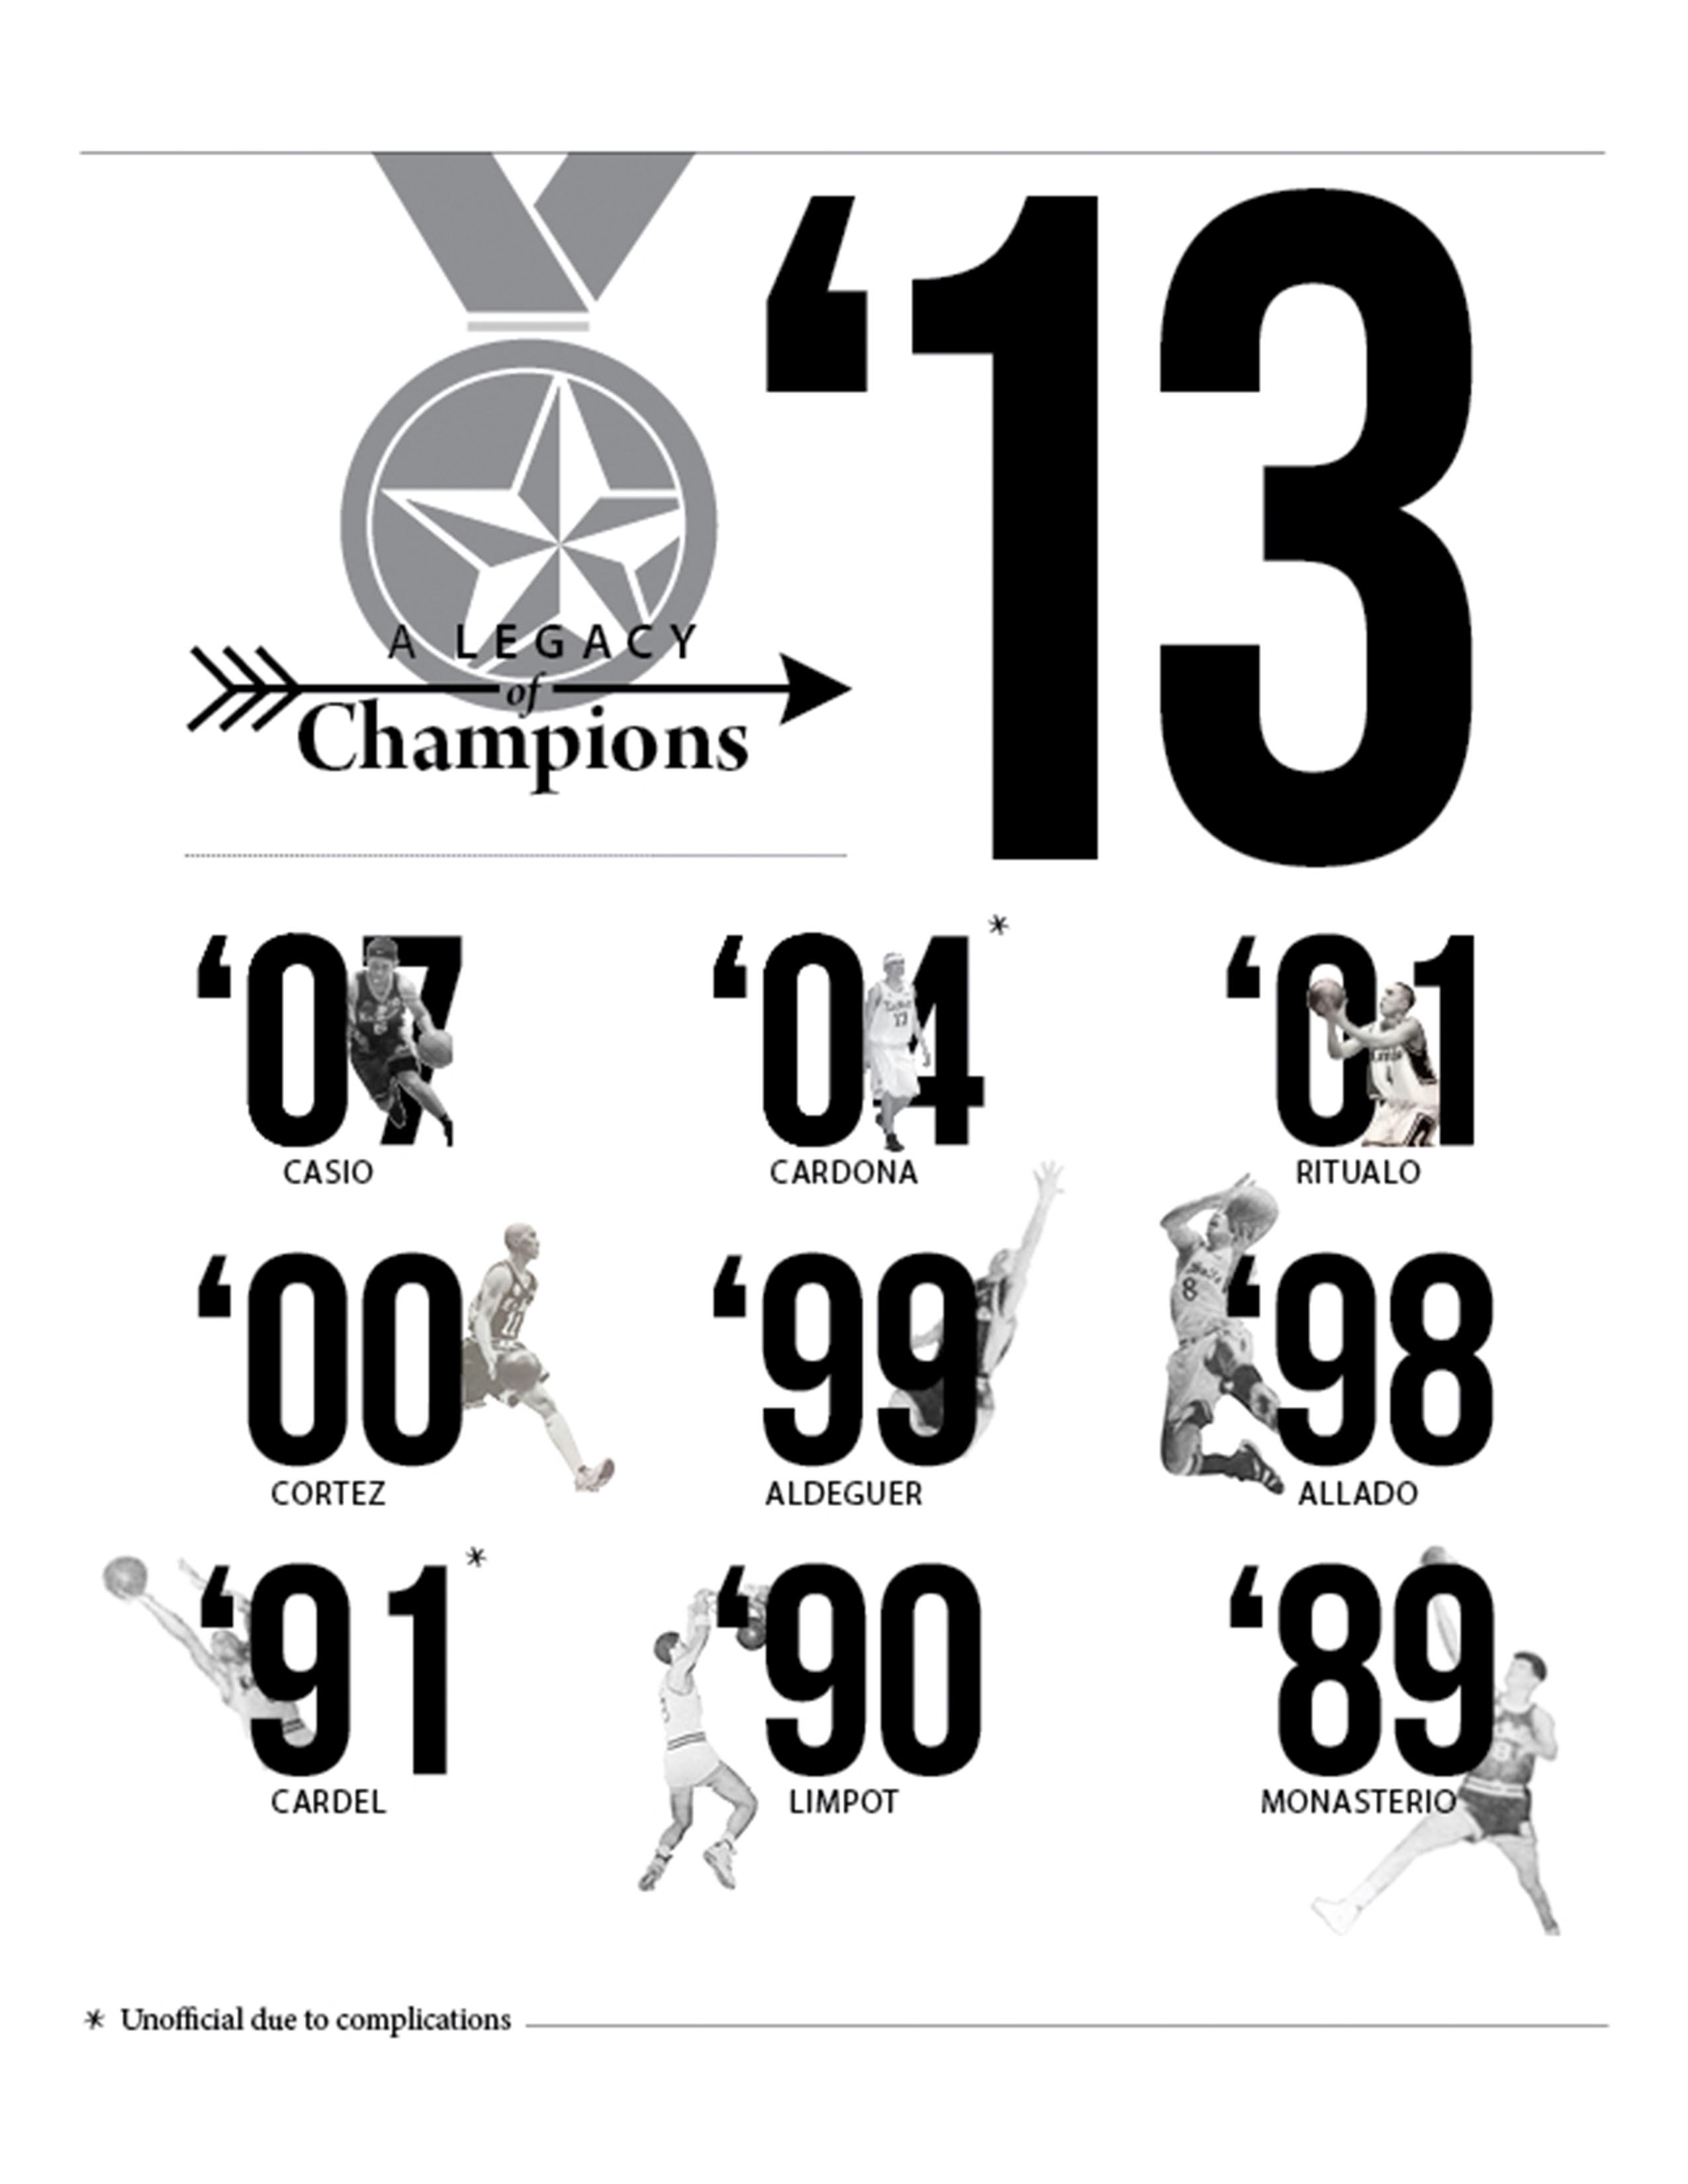 ‘13
A LEGACY
of
Champions
‘07
‘04*
‘01
CASIO
CARDONA
RITUALO
‘00
‘99
‘98
CORTEZ
ALDEGUER
ALLADO
‘91*
‘90
‘89
CARDEL
LIMPOT
MONASTERIO
* Unofficial due to complications